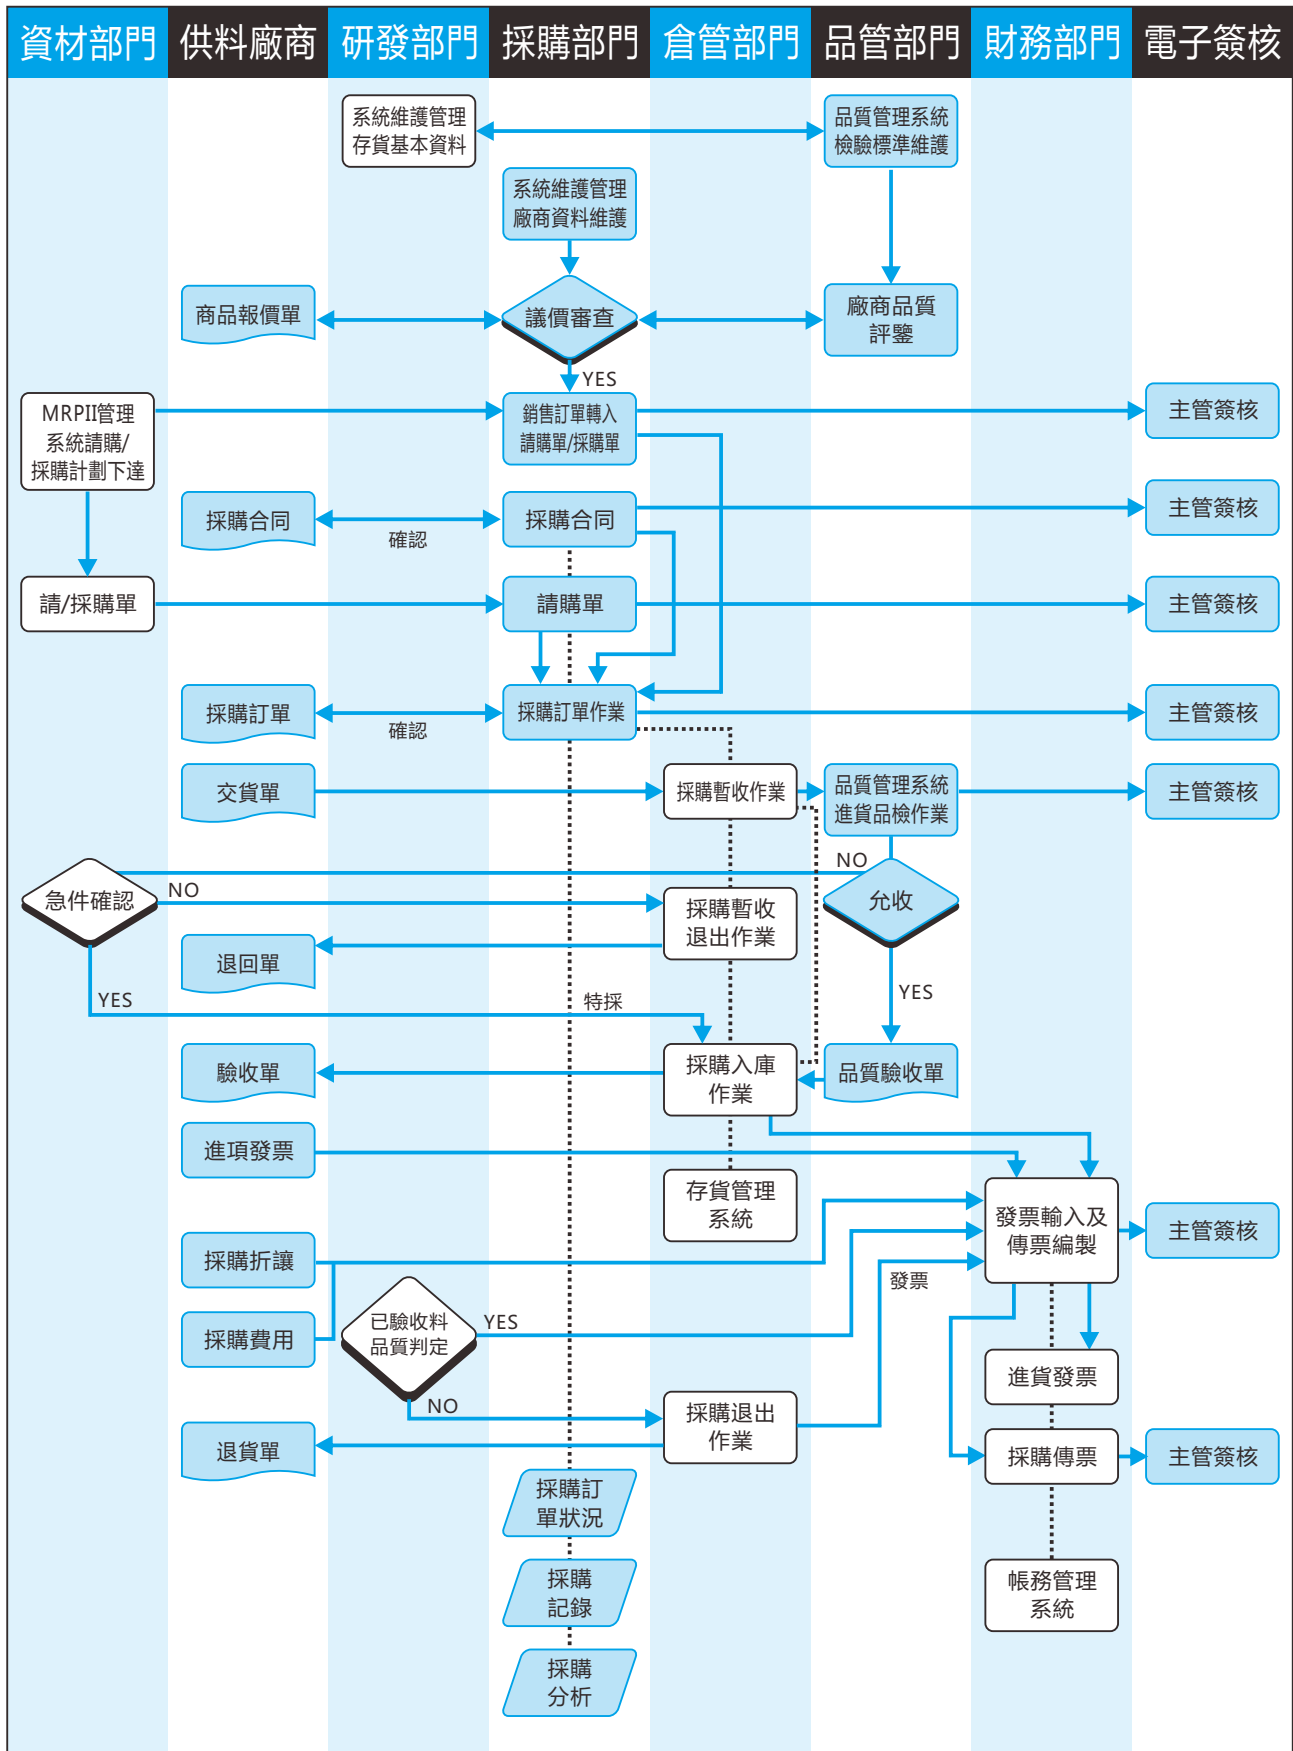 資材部門
供料廠商
研發部門
採購部門
倉管部門
品管部門
財務部門
電子簽核
系統維護管理
存貨基本資料
品質管理系統
檢驗標準維護
系統維護管理
廠商資料維護
商品報價單
議價審查
廠商品質
評鑒
YES
MRPII管理
系統請購/
採購計劃下達
銷售訂單轉入
請購單/採購單
主管簽核
採購合同
確認
採購合同
主管簽核
請/採購單
請購單
主管簽核
採購訂單
確認
採購訂單作業
主管簽核
交貨單
採購暫收作業
品質管理系統
進貨品檢作業
主管簽核
NO
急件確認
NO
採購暫收
退出作業
允收
退回單
YES
特採
YES
驗收單
採購入庫
作業
品質驗收單
進項發票
存貨管理
系統
發票輸入及
傳票編製
主管簽核
採購折讓
發票
採購費用
已驗收料
品質判定
YES
進貨發票
NO
採購退出
作業
退貨單
採購傳票
主管簽核
採購訂
單狀況
採購
記錄
帳務管理
系統
採購
分析